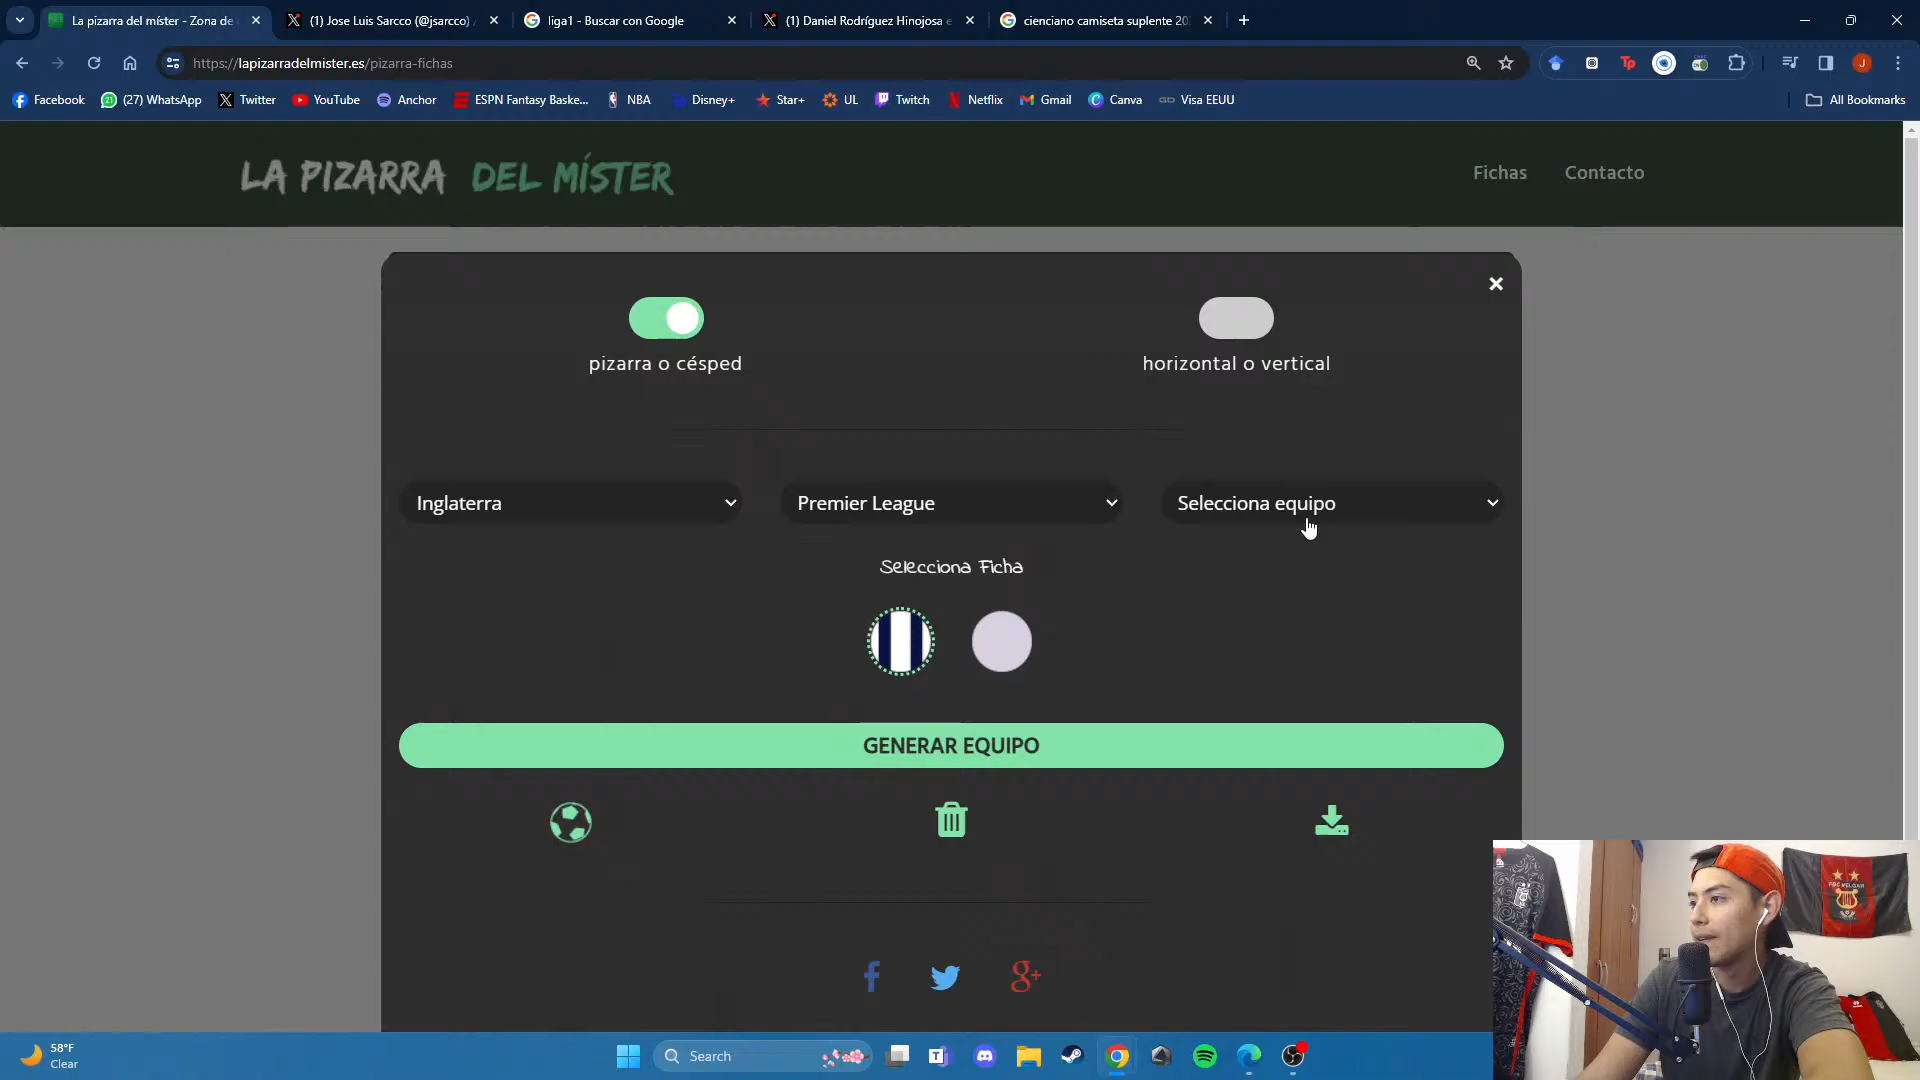 La pizarra del míster - Zona de
(1) Jose Luis Sarcco (@jsarcco)
liga1 - Buscar con Google
(1) Daniel Rodríguez Hinojosa e
cienciano camiseta suplente 20
https://lapizarradelmister.es/pizarra-fichas
Facebook
(27) WhatsApp
Twitter
YouTube
Anchor
ESPN Fantasy Baske...
NBA
Disney+
Star+
UL
Twitch
Netflix
Gmail
Canva
Visa EEUU
All Bookmarks
LA PIZARRA DEL MÍSTER
Fichas
Contacto
pizarra o césped
horizontal o vertical
Inglaterra
Premier League
Selecciona equipo
Selecciona Ficha
GENERAR EQUIPO
FBC MELGAR
58°F
Clear
Search